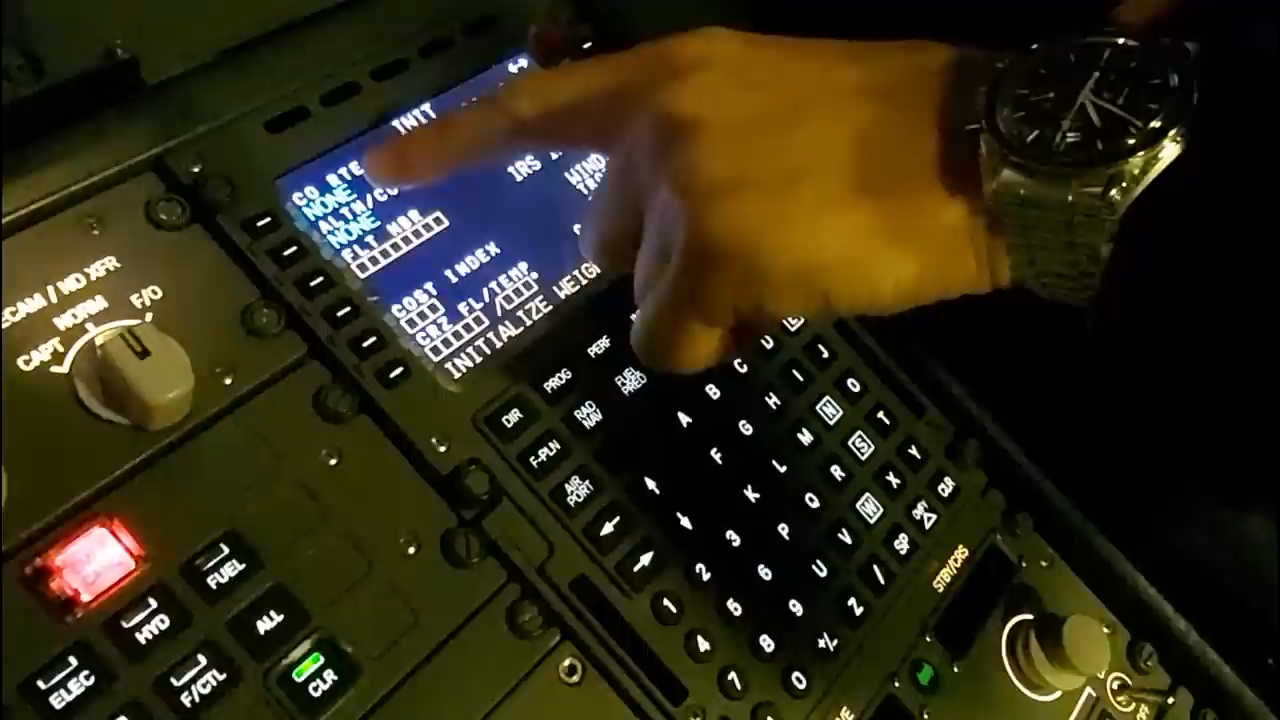 INIT
CO RTE
NONE
ALTN/CO
NONE
FLT NBR
COST INDEX
CRZ FL/TEMP
INITIALIZE WEIG
IRS
WIND
ECAM / ND XFR
CAPT NORM F/O
DIR PROG PERF
F-PLN RAD NAV FUEL PRED
AIR PORT
A B C D E
F G H I J
K L M N O
P Q R S T
U V W X Y
Z / SP OVFY CLR
1 2 3
4 5 6
7 8 9
0 +/-
ELEC HYD FUEL
F/CTL ALL
CLR
STBY/CRS
OFF